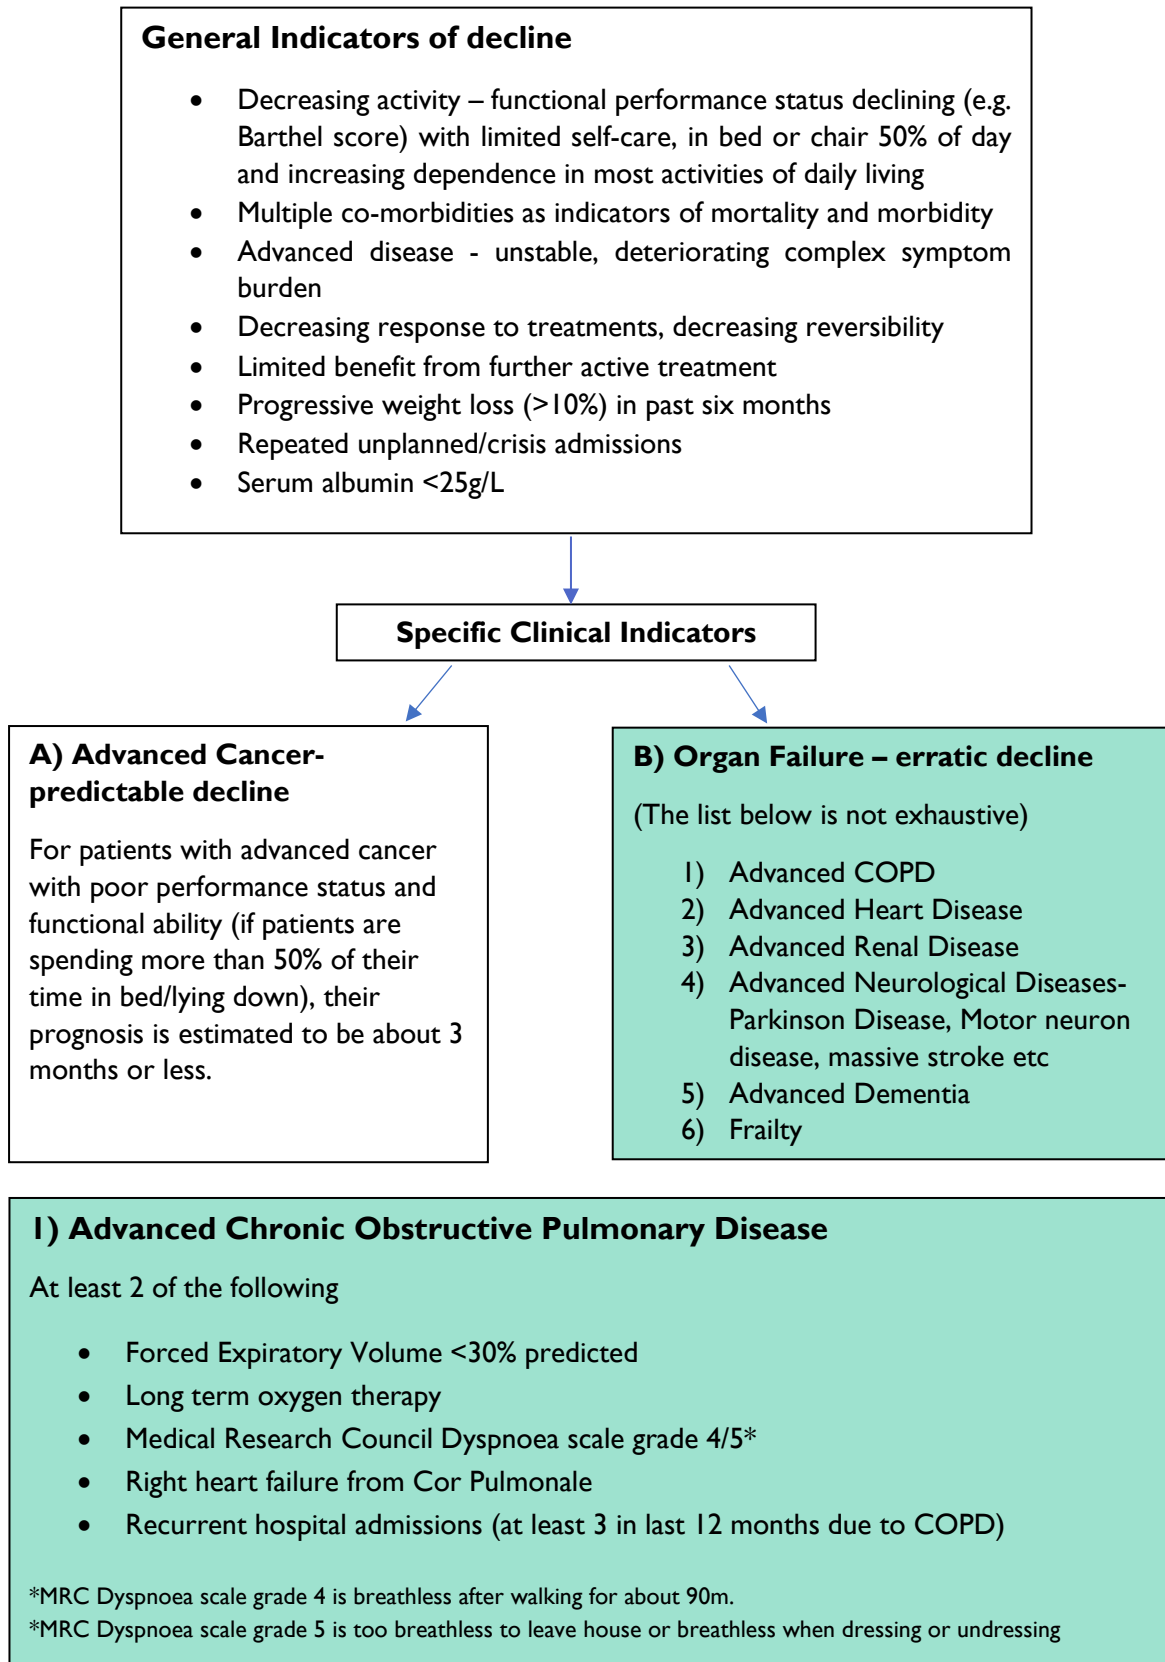 General Indicators of decline
• Decreasing activity – functional performance status declining (e.g.
Barthel score) with limited self-care, in bed or chair 50% of day
and increasing dependence in most activities of daily living
• Multiple co-morbidities as indicators of mortality and morbidity
• Advanced disease - unstable, deteriorating complex symptom
burden
• Decreasing response to treatments, decreasing reversibility
• Limited benefit from further active treatment
• Progressive weight loss (>10%) in past six months
• Repeated unplanned/crisis admissions
• Serum albumin <25g/L
Specific Clinical Indicators
A) Advanced Cancer-
predictable decline
For patients with advanced cancer
with poor performance status and
functional ability (if patients are
spending more than 50% of their
time in bed/lying down), their
prognosis is estimated to be about 3
months or less.
B) Organ Failure – erratic decline
(The list below is not exhaustive)
1) Advanced COPD
2) Advanced Heart Disease
3) Advanced Renal Disease
4) Advanced Neurological Diseases-
Parkinson Disease, Motor neuron
disease, massive stroke etc
5) Advanced Dementia
6) Frailty
1) Advanced Chronic Obstructive Pulmonary Disease
At least 2 of the following
• Forced Expiratory Volume <30% predicted
• Long term oxygen therapy
• Medical Research Council Dyspnoea scale grade 4/5*
• Right heart failure from Cor Pulmonale
• Recurrent hospital admissions (at least 3 in last 12 months due to COPD)
*MRC Dyspnoea scale grade 4 is breathless after walking for about 90m.
*MRC Dyspnoea scale grade 5 is too breathless to leave house or breathless when dressing or undressing